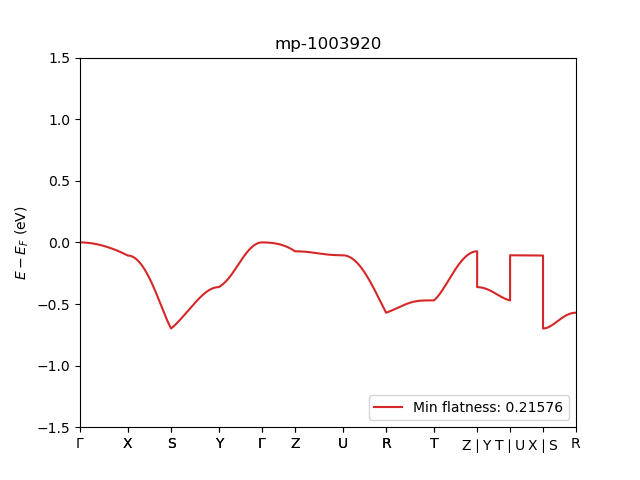 mp-1003920
1.5
1.0
0.5
0.0
−0.5
−1.0
−1.5
E − E_F (eV)
Min flatness: 0.21576
Γ X S Y Γ Z U R T Z | Y T | U X | S R